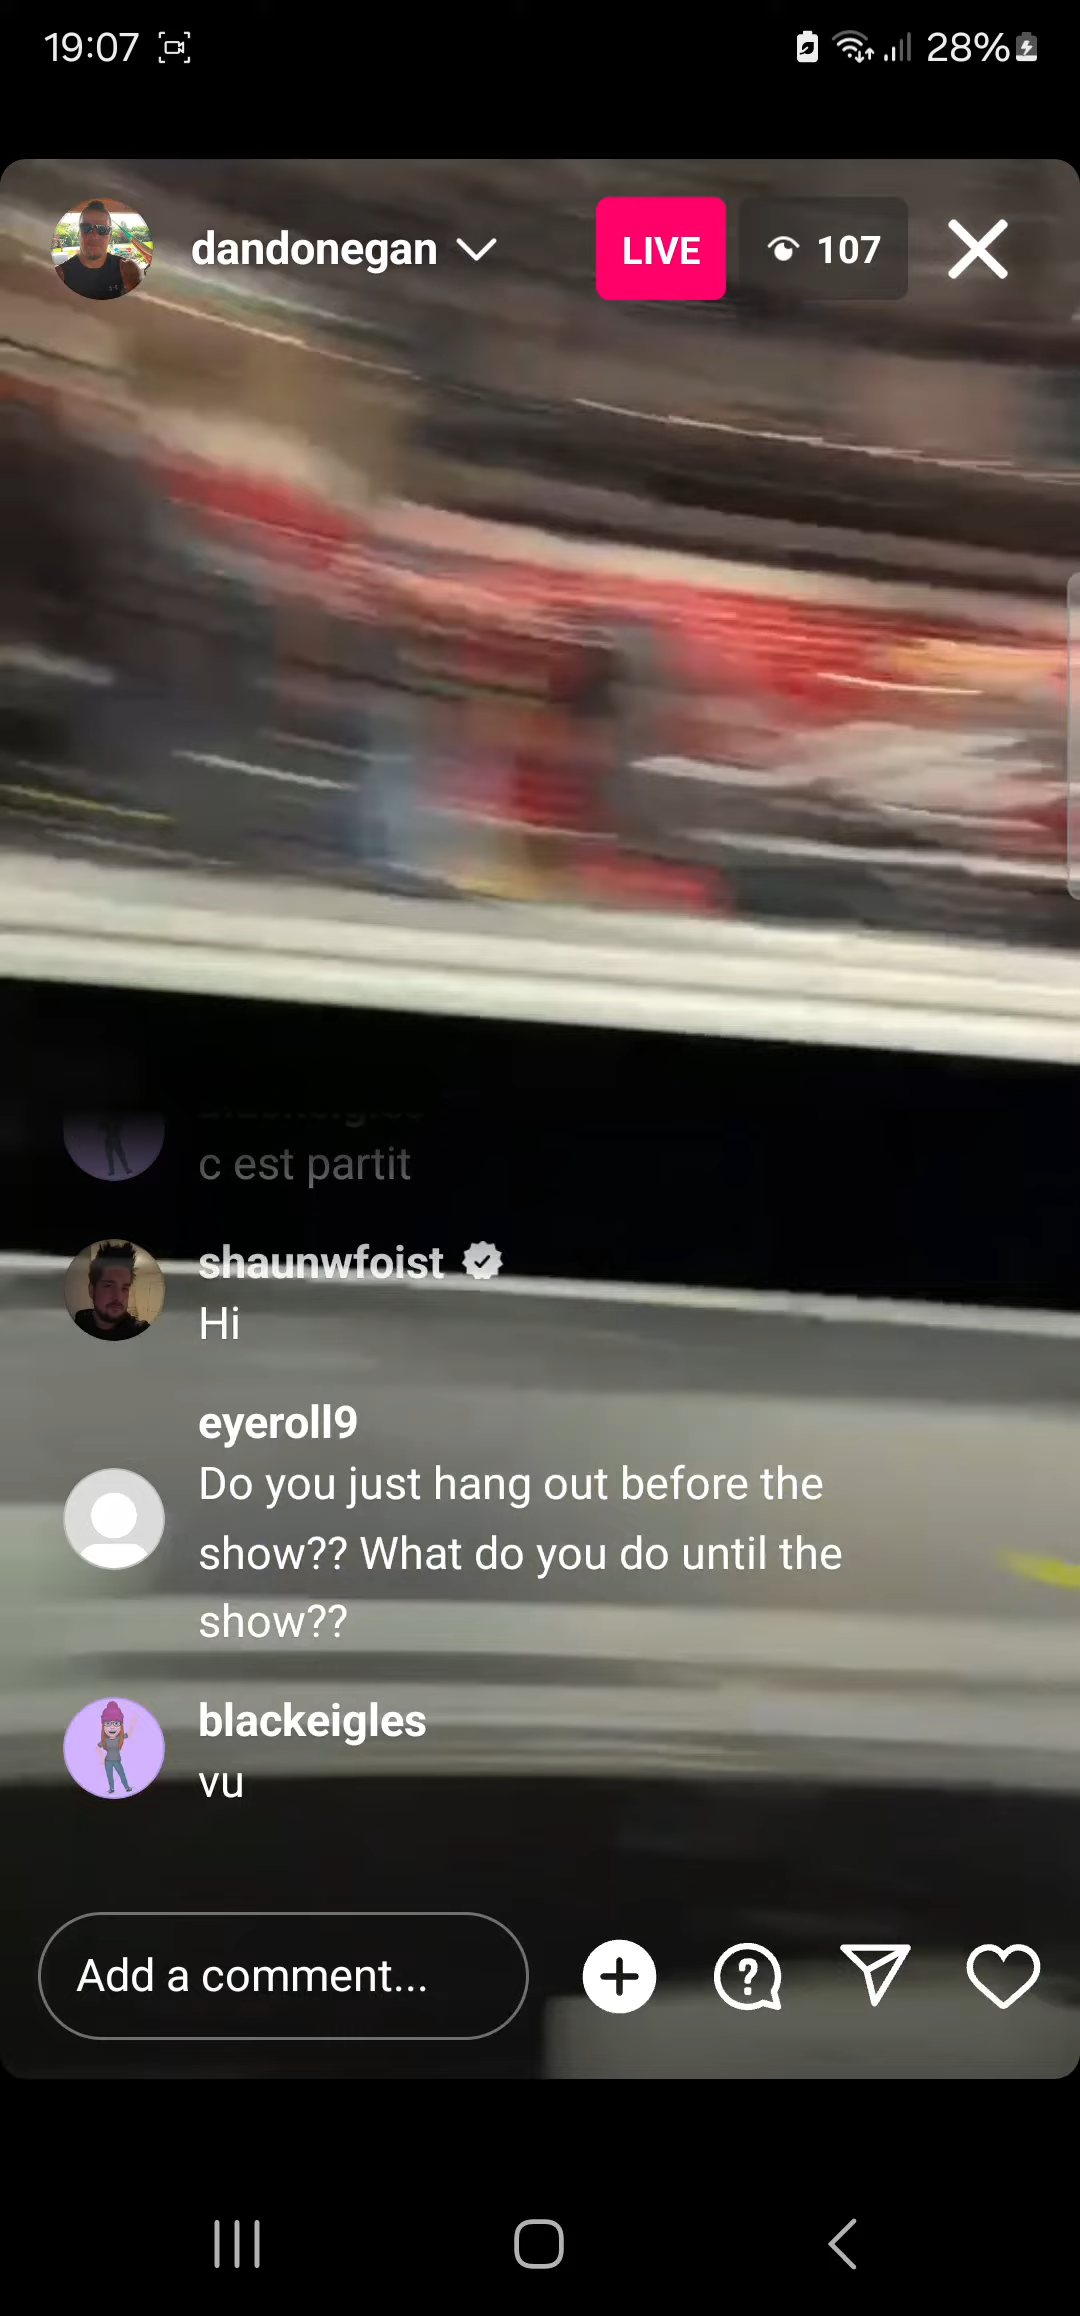 19:07
28%
dandonegan
LIVE
107
c est partit
shaunwfoist
Hi
eyeroll9
Do you just hang out before the
show?? What do you do until the
show??
blackeigles
vu
Add a comment...